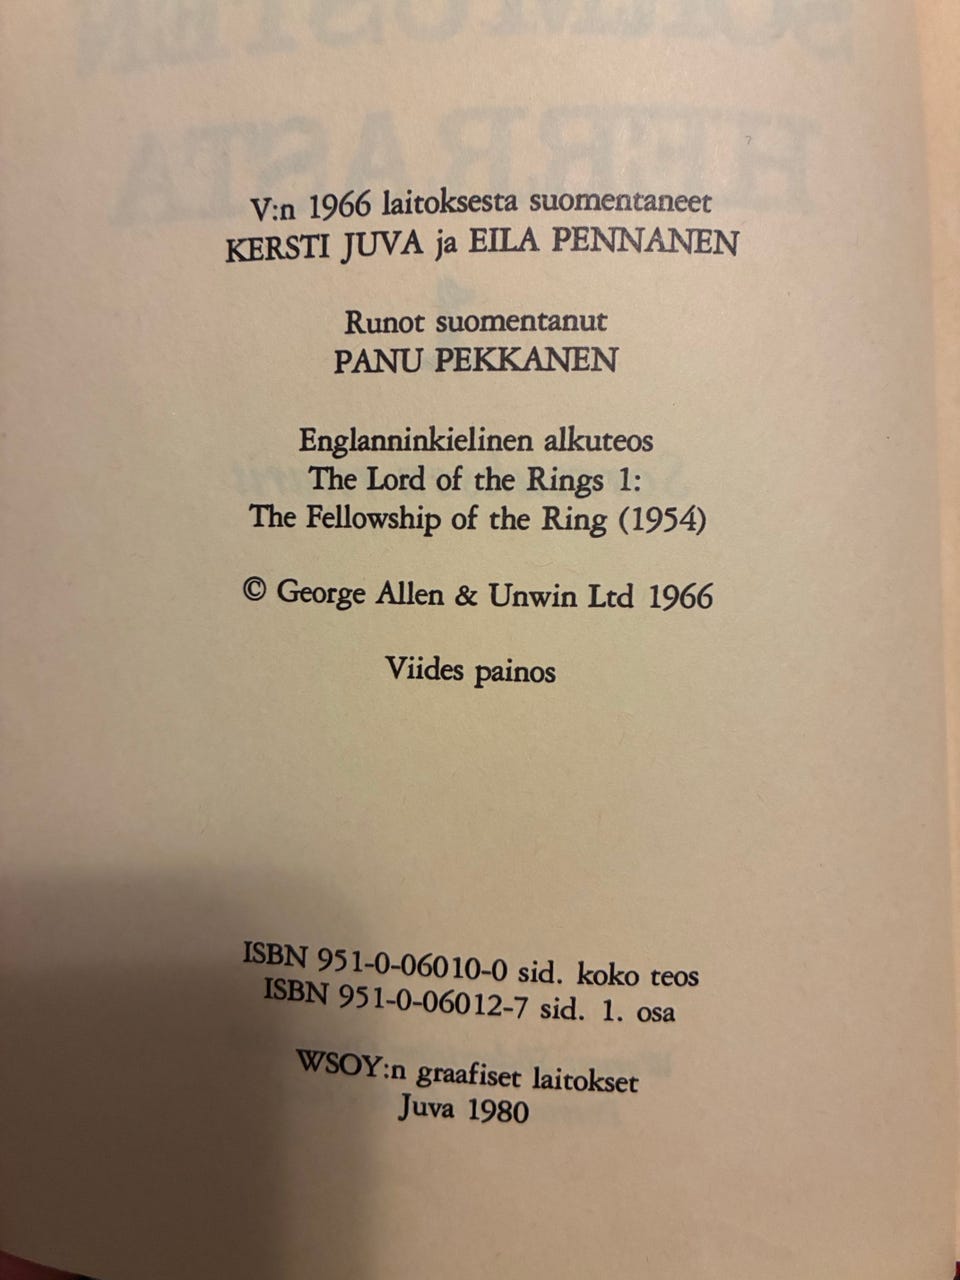 V:n 1966 laitoksesta suomentaneet
KERSTI JUVA ja EILA PENNANEN
Runot suomentanut
PANU PEKKANEN
Englanninkielinen alkuteos
The Lord of the Rings 1:
The Fellowship of the Ring (1954)
© George Allen & Unwin Ltd 1966
Viides painos
ISBN 951-0-06010-0 sid. koko teos
ISBN 951-0-06012-7 sid. 1. osa
WSOY:n graafiset laitokset
Juva 1980